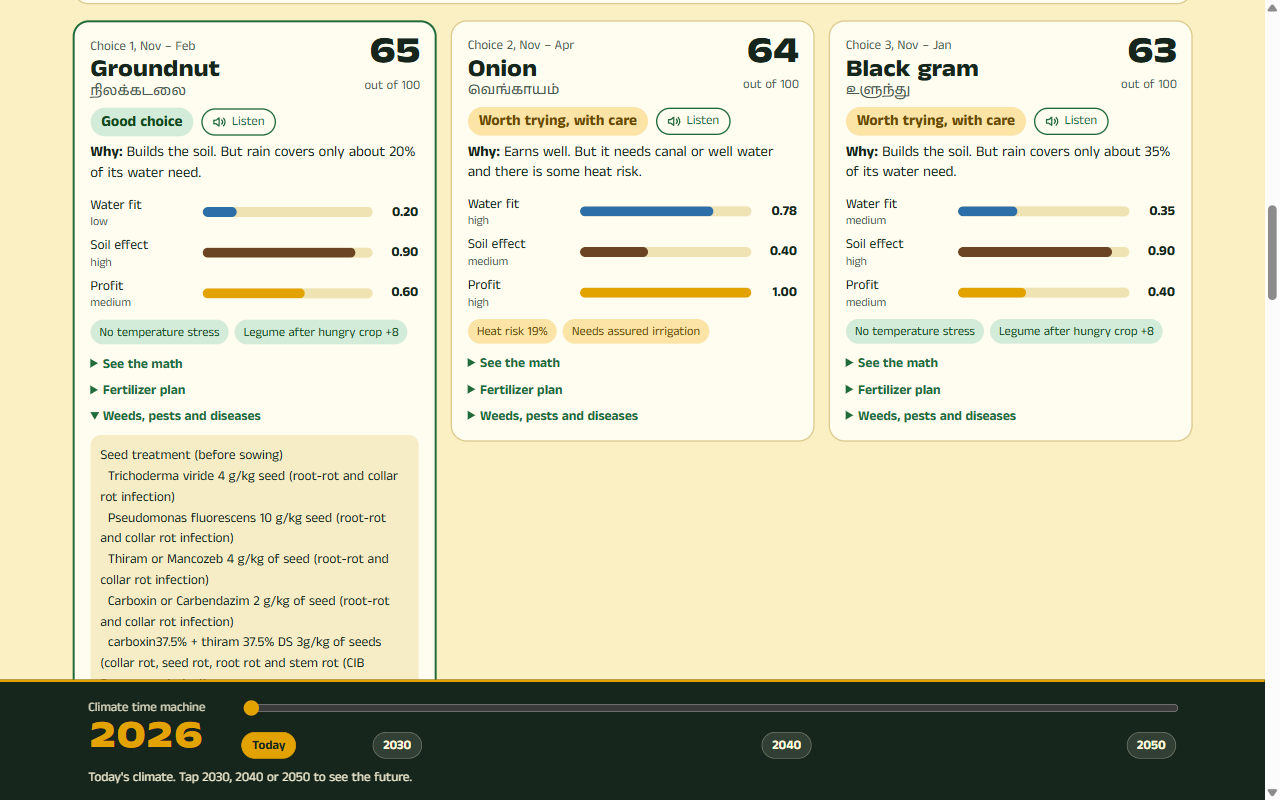 Choice 1, Nov – Feb
Groundnut
நிலக்கடலை
65
out of 100
Good choice
Listen
Why: Builds the soil. But rain covers only about 20%
of its water need.
Water fit
low
0.20
Soil effect
high
0.90
Profit
medium
0.60
No temperature stress
Legume after hungry crop +8
▶ See the math
▶ Fertilizer plan
▼ Weeds, pests and diseases
Seed treatment (before sowing)
Trichoderma viride 4 g/kg seed (root-rot and collar
rot infection)
Pseudomonas fluorescens 10 g/kg seed (root-rot
and collar rot infection)
Thiram or Mancozeb 4 g/kg of seed (root-rot and
collar rot infection)
Carboxin or Carbendazim 2 g/kg of seed (root-rot
and collar rot infection)
carboxin37.5% + thiram 37.5% DS 3g/kg of seeds
(collar rot, seed rot, root rot and stem rot (CIB
Choice 2, Nov – Apr
Onion
வெங்காயம்
64
out of 100
Worth trying, with care
Listen
Why: Earns well. But it needs canal or well water
and there is some heat risk.
Water fit
high
0.78
Soil effect
medium
0.40
Profit
high
1.00
Heat risk 19%
Needs assured irrigation
▶ See the math
▶ Fertilizer plan
▶ Weeds, pests and diseases
Choice 3, Nov – Jan
Black gram
உளுந்து
63
out of 100
Worth trying, with care
Listen
Why: Builds the soil. But rain covers only about 35%
of its water need.
Water fit
medium
0.35
Soil effect
high
0.90
Profit
medium
0.40
No temperature stress
Legume after hungry crop +8
▶ See the math
▶ Fertilizer plan
▶ Weeds, pests and diseases
Climate time machine
2026
Today
2030
2040
2050
Today's climate. Tap 2030, 2040 or 2050 to see the future.